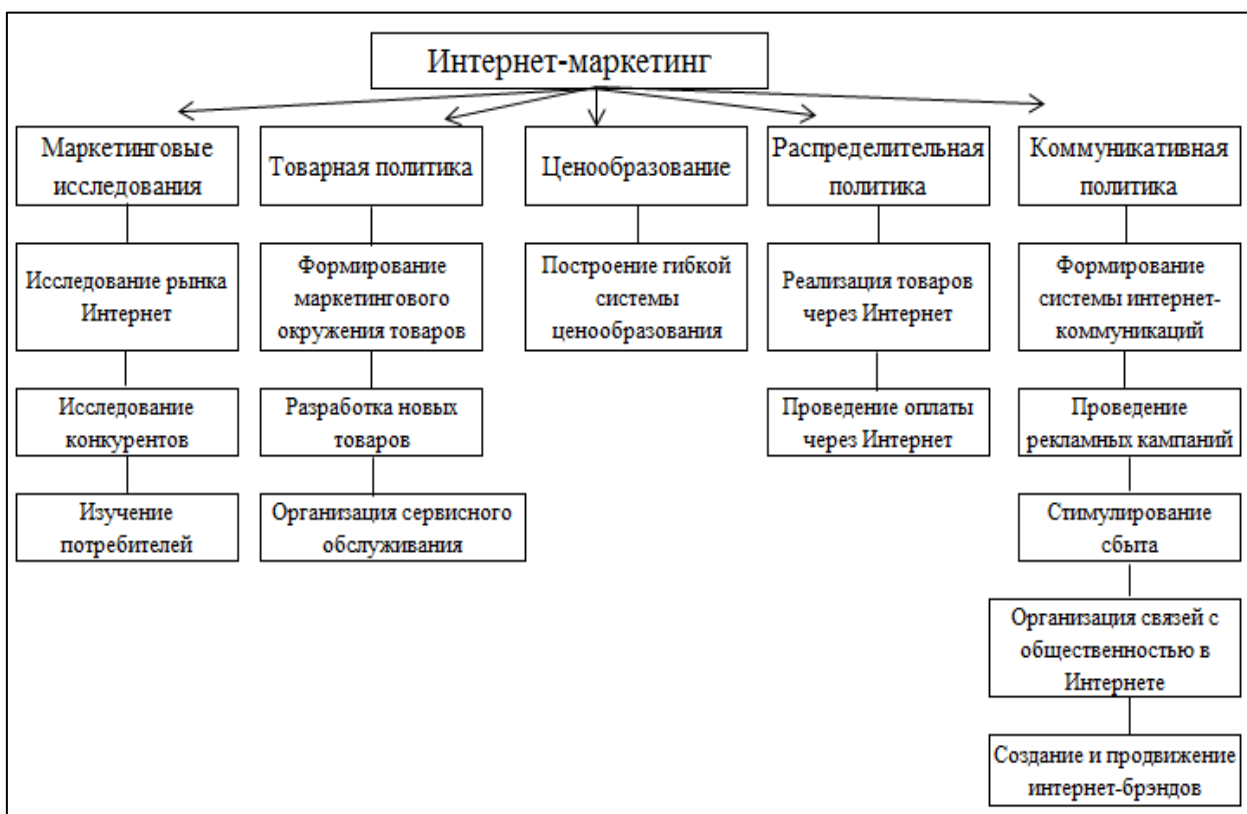 Интернет-маркетинг
Маркетинговые
исследования
Товарная политика
Ценообразование
Распределительная
политика
Коммуникативная
политика
Исследование рынка
Интернет
Формирование
маркетингового
окружения товаров
Построение гибкой
системы
ценообразования
Реализация товаров
через Интернет
Формирование
системы интернет-
коммуникаций
Исследование
конкурентов
Разработка новых
товаров
Проведение оплаты
через Интернет
Проведение
рекламных кампаний
Изучение
потребителей
Организация сервисного
обслуживания
Стимулирование
сбыта
Организация связей с
общественностью в
Интернете
Создание и продвижение
интернет-брэндов